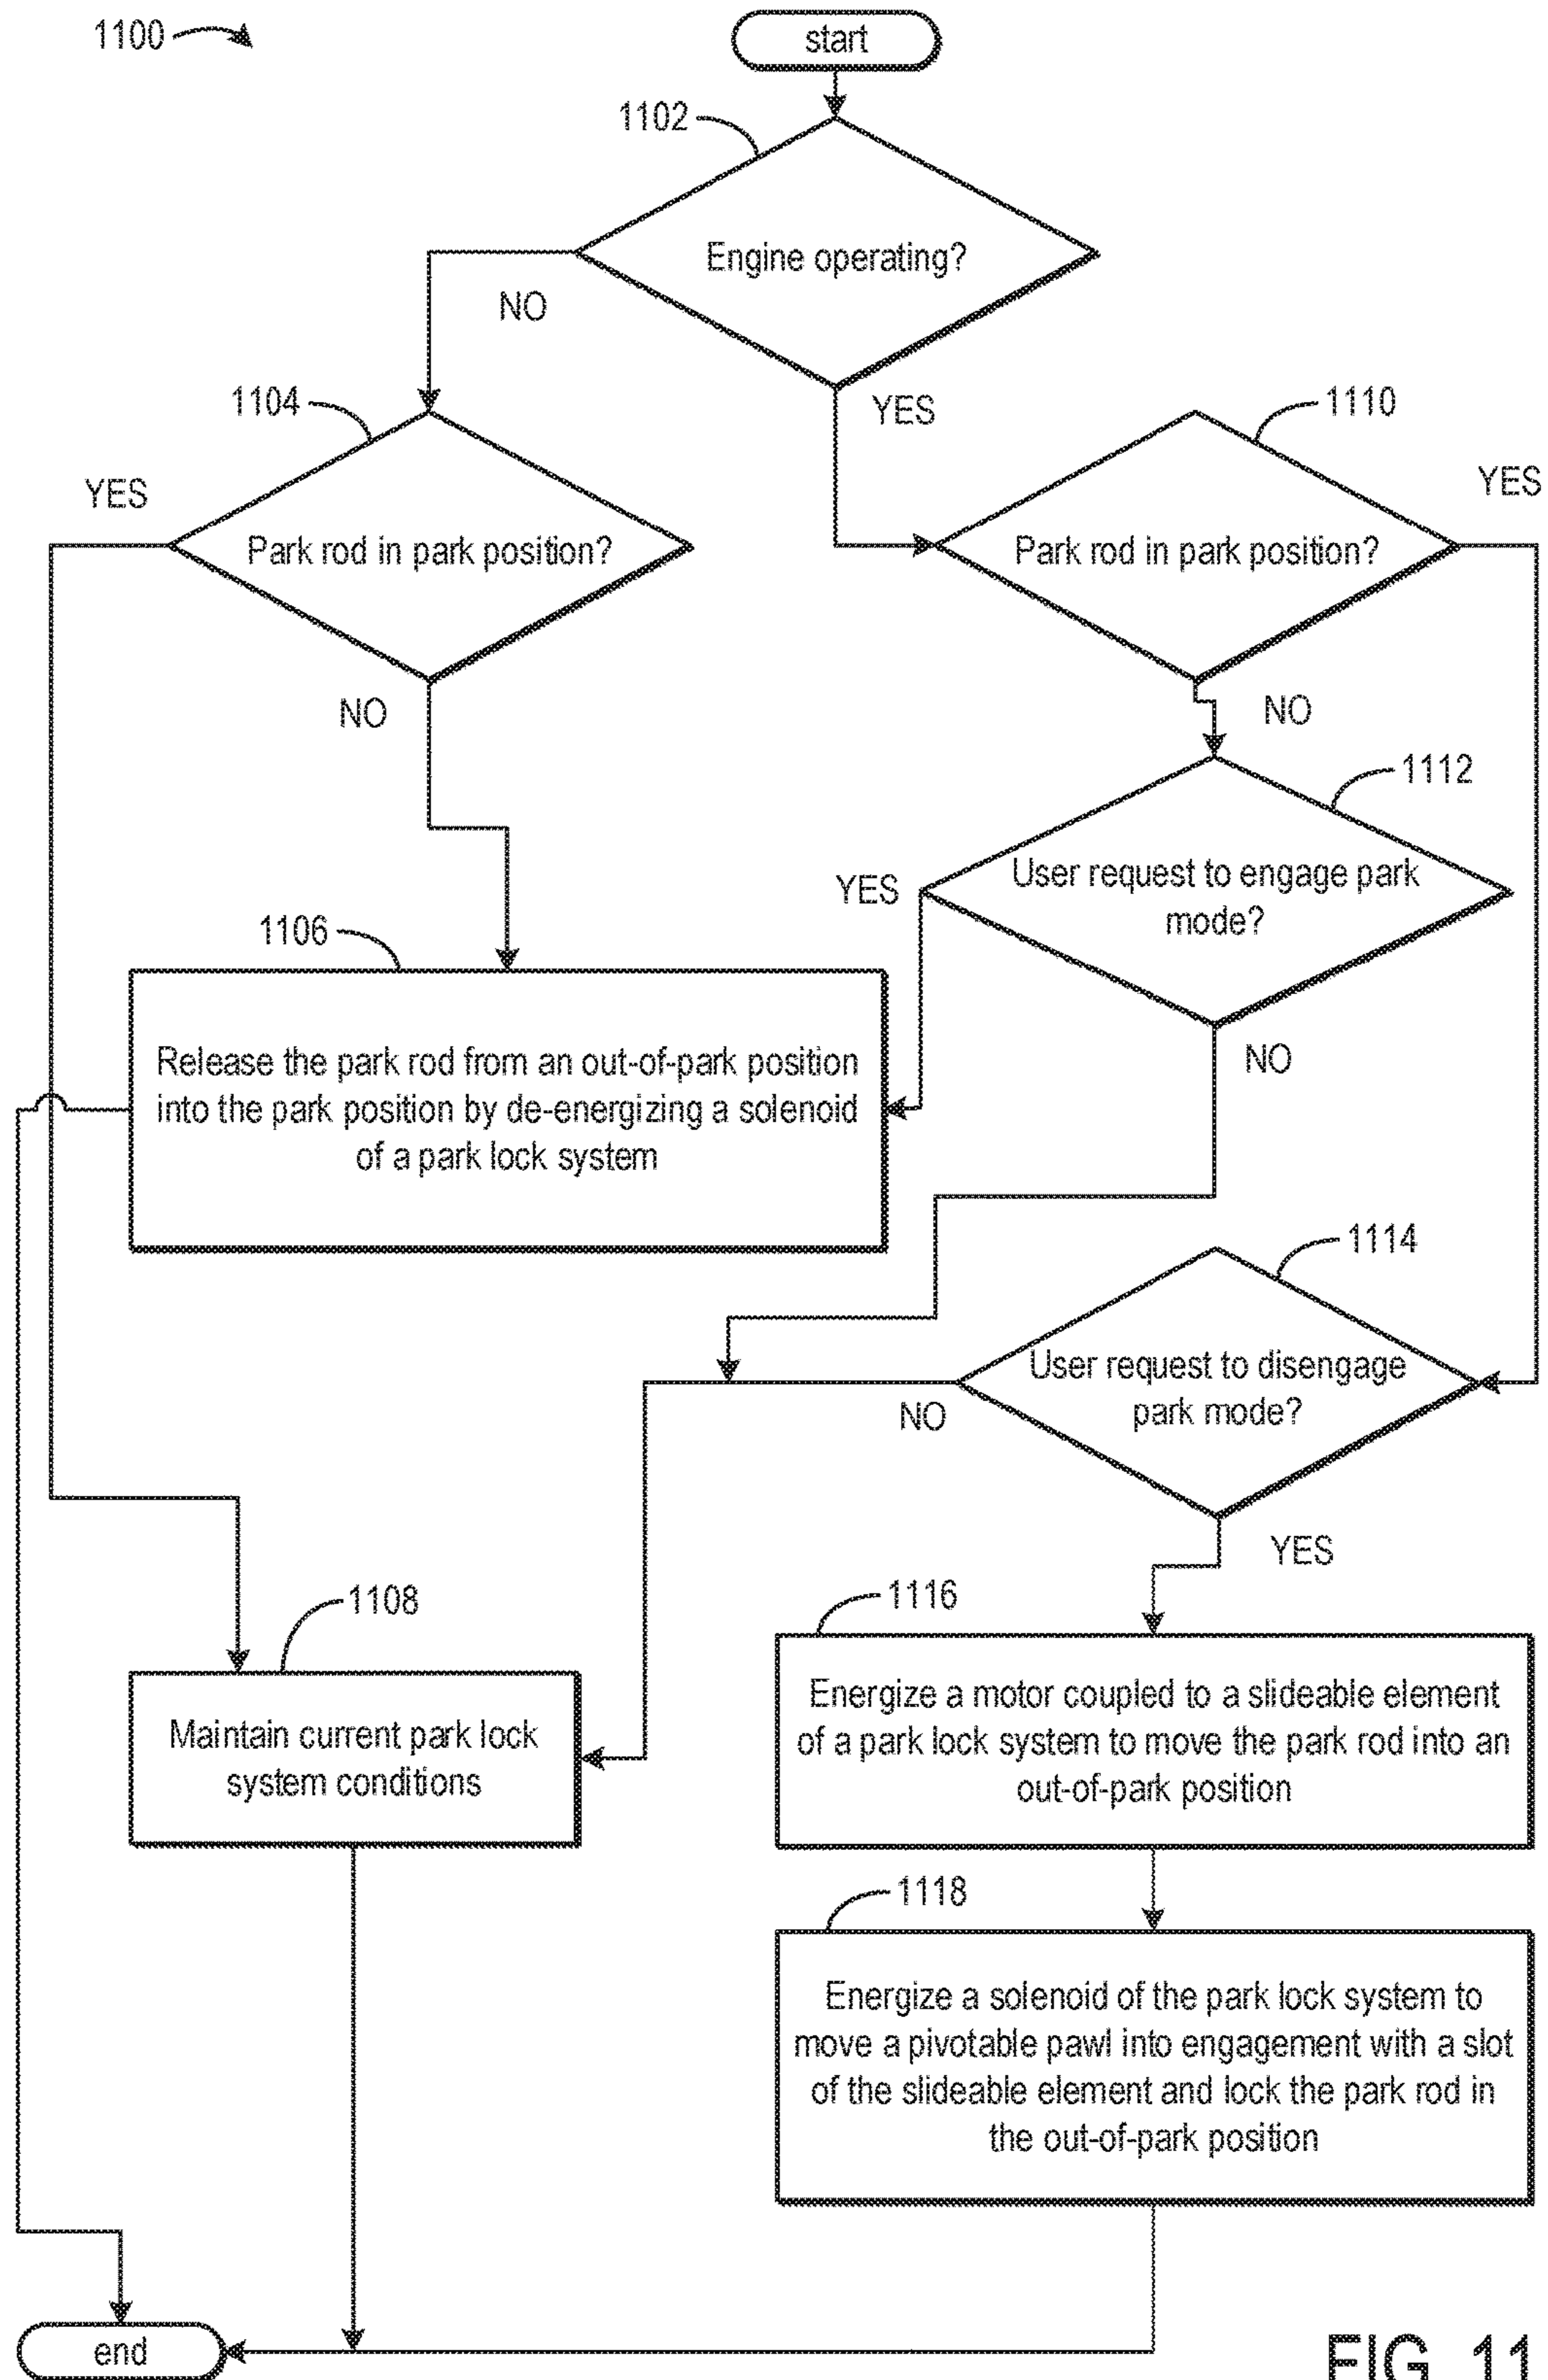 1100
start
1102
Engine operating?
NO
YES
1104
1110
YES
YES
Park rod in park position?
Park rod in park position?
NO
NO
1112
User request to engage park
mode?
YES
1106
NO
Release the park rod from an out-of-park position
into the park position by de-energizing a solenoid
of a park lock system
1114
User request to disengage
park mode?
NO
YES
1108
1116
Maintain current park lock
system conditions
Energize a motor coupled to a slideable element
of a park lock system to move the park rod into an
out-of-park position
1118
Energize a solenoid of the park lock system to
move a pivotable pawl into engagement with a slot
of the slideable element and lock the park rod in
the out-of-park position
end
FIG. 11